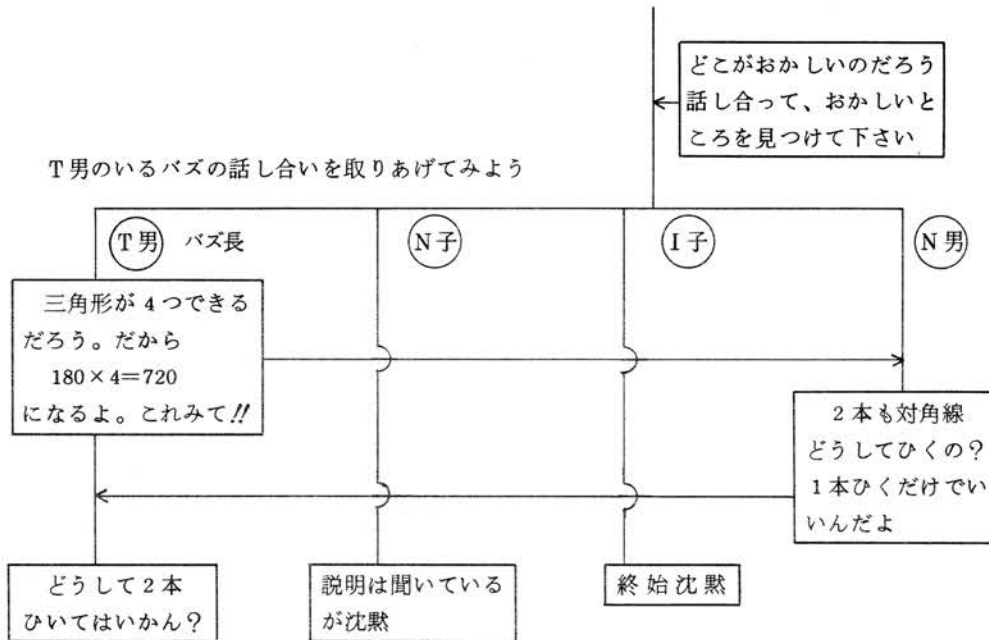 どこがおかしいのだろう
話し合って、おかしいと
ころを見つけて下さい
T男のいるバズの話し合いを取りあげてみよう
T男 バズ長
N子
I子
N男
三角形が4つできる
だろう。だから
180×4=720
になるよ。これみて!!
2本も対角線
どうしてひくの?
1本ひくだけでい
いんだよ
どうして2本
ひいてはいかん?
説明は聞いている
が沈黙
終始沈黙